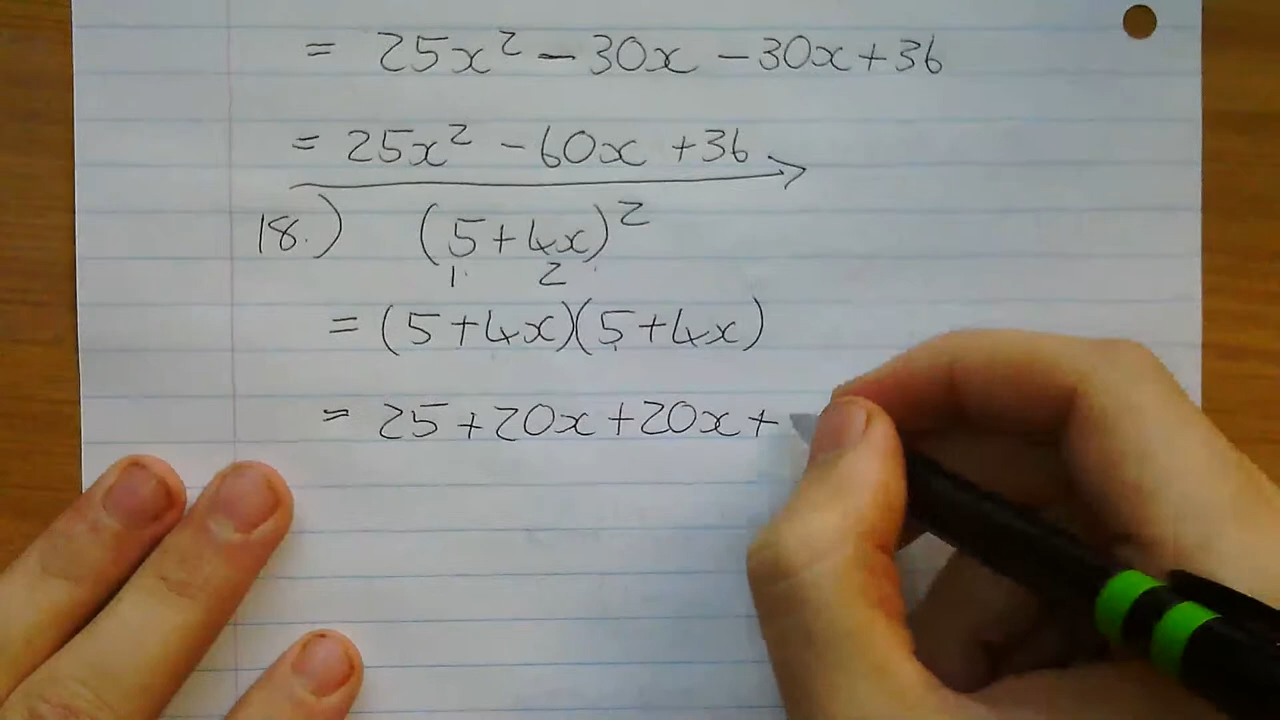 = 25x² - 30x - 30x + 36
= 25x² - 60x + 36
18.) (5+4x)²
1 2
= (5+4x)(5+4x)
= 25 + 20x + 20x +